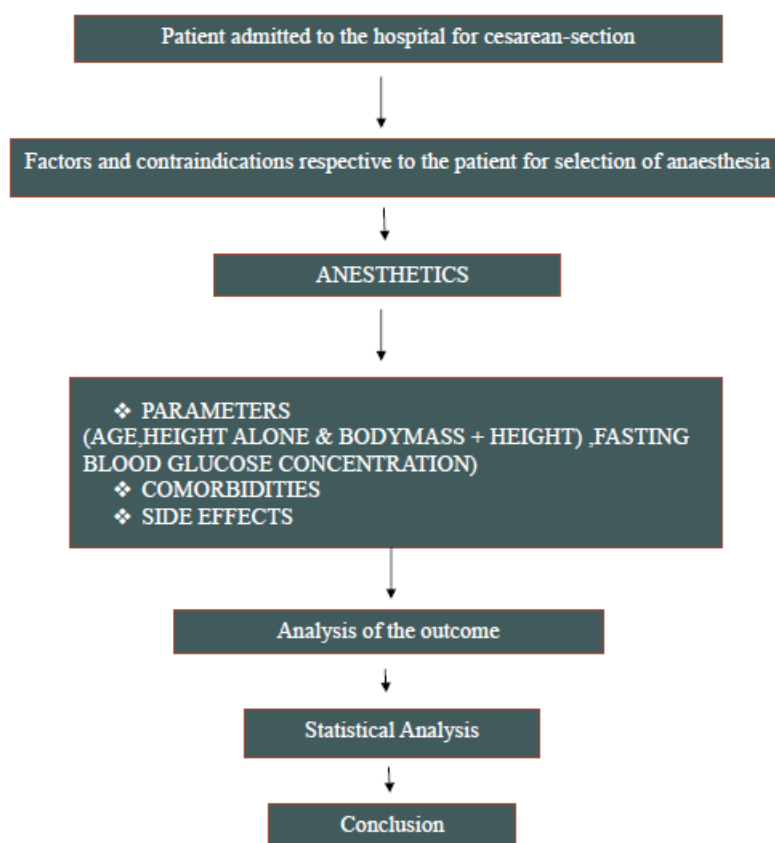 Patient admitted to the hospital for cesarean-section
Factors and contraindications respective to the patient for selection of anaesthesia
ANESTHETICS
❖ PARAMETERS
(AGE,HEIGHT ALONE & BODYMASS + HEIGHT) ,FASTING
BLOOD GLUCOSE CONCENTRATION)
❖ COMORBIDITIES
❖ SIDE EFFECTS
Analysis of the outcome
Statistical Analysis
Conclusion